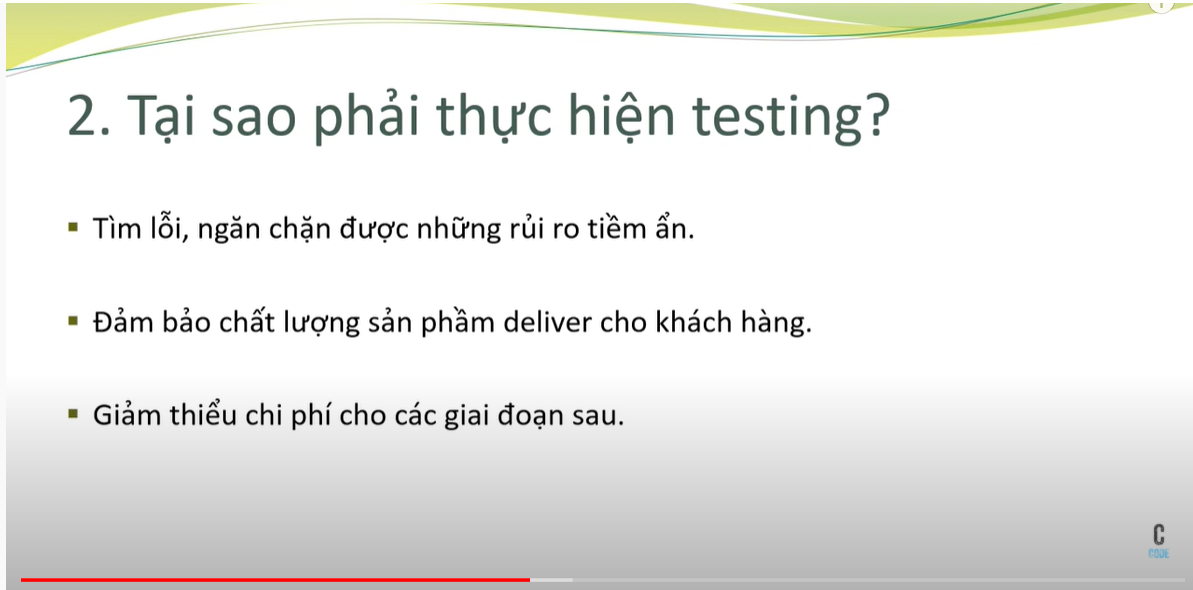 2. Tại sao phải thực hiện testing?
Tìm lỗi, ngăn chặn được những rủi ro tiềm ẩn.
Đảm bảo chất lượng sản phầm deliver cho khách hàng.
Giảm thiểu chi phí cho các giai đoạn sau.
C
CODE